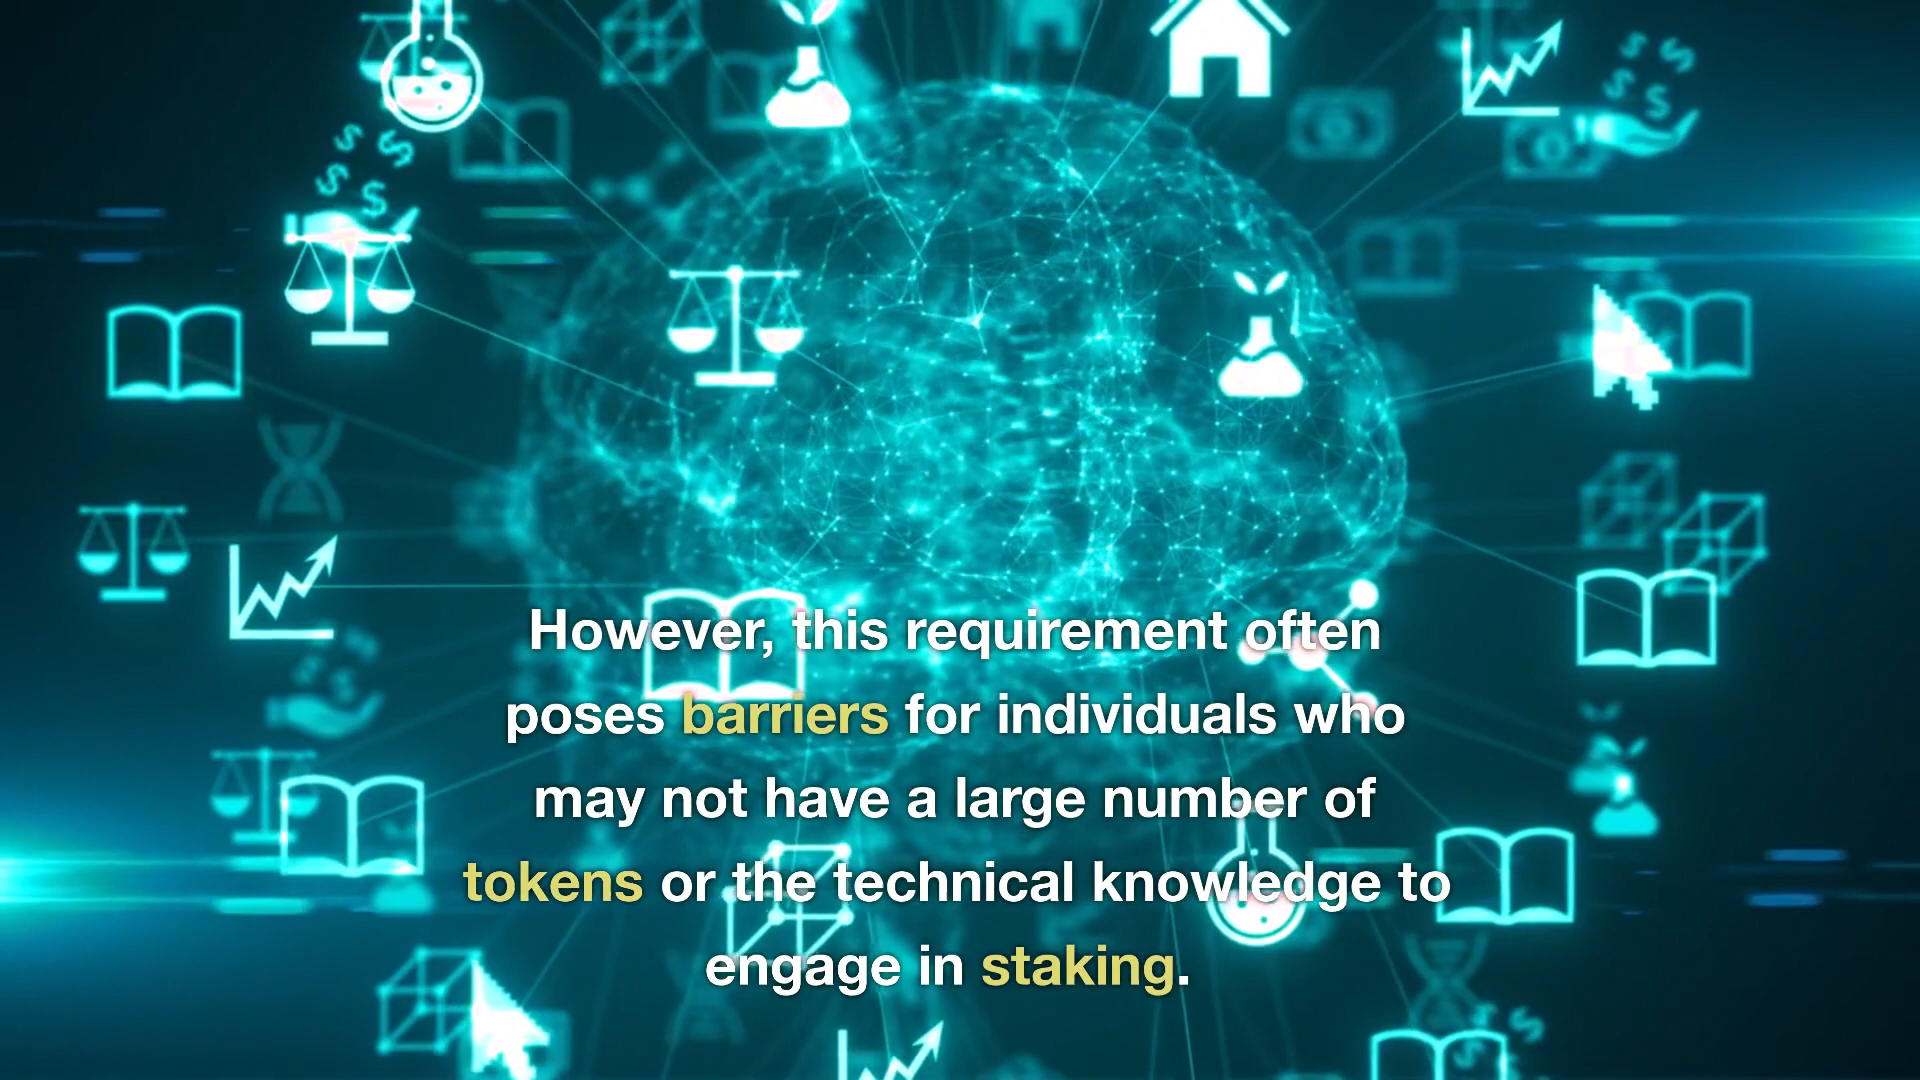 However, this requirement often
poses barriers for individuals who
may not have a large number of
tokens or the technical knowledge to
engage in staking.